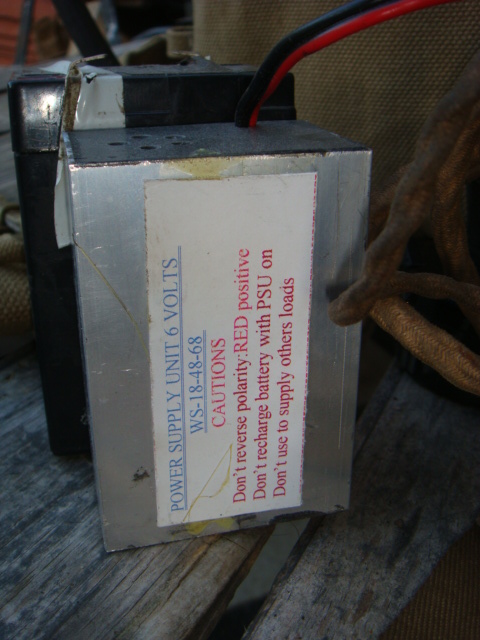 POWER SUPPLY UNIT 6 VOLTS
WS-18-48-68
CAUTIONS
Don't reverse polarity:RED positive
Don't recharge battery with PSU on
Don't use to supply others loads